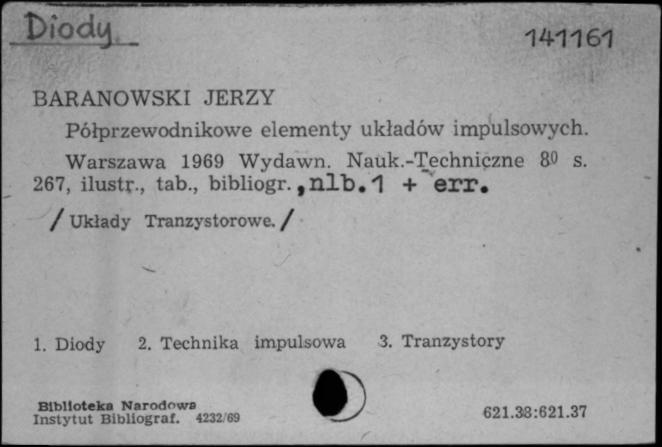 Diody
141161
BARANOWSKI JERZY
Półprzewodnikowe elementy układów impulsowych.
Warszawa 1969 Wydawn. Nauk.-Techniczne 8⁰ s.
267, ilustr., tab., bibliogr. , nlb. 1 + err.
/ Układy Tranzystorowe. /
1. Diody 2. Technika impulsowa 3. Tranzystory
Biblioteka Narodowa
Instytut Bibliograf. 4232/69
621.38:621.37